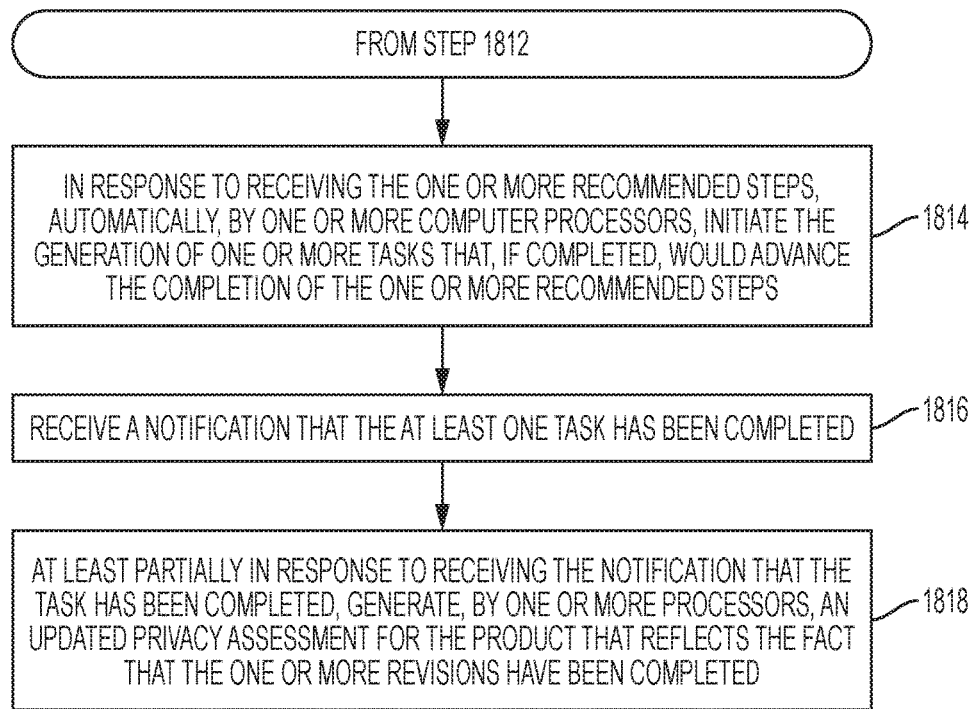 FROM STEP 1812
IN RESPONSE TO RECEIVING THE ONE OR MORE RECOMMENDED STEPS,
AUTOMATICALLY, BY ONE OR MORE COMPUTER PROCESSORS, INITIATE THE
GENERATION OF ONE OR MORE TASKS THAT, IF COMPLETED, WOULD ADVANCE
THE COMPLETION OF THE ONE OR MORE RECOMMENDED STEPS
1814
RECEIVE A NOTIFICATION THAT THE AT LEAST ONE TASK HAS BEEN COMPLETED
1816
AT LEAST PARTIALLY IN RESPONSE TO RECEIVING THE NOTIFICATION THAT THE
TASK HAS BEEN COMPLETED, GENERATE, BY ONE OR MORE PROCESSORS, AN
UPDATED PRIVACY ASSESSMENT FOR THE PRODUCT THAT REFLECTS THE FACT
THAT THE ONE OR MORE REVISIONS HAVE BEEN COMPLETED
1818